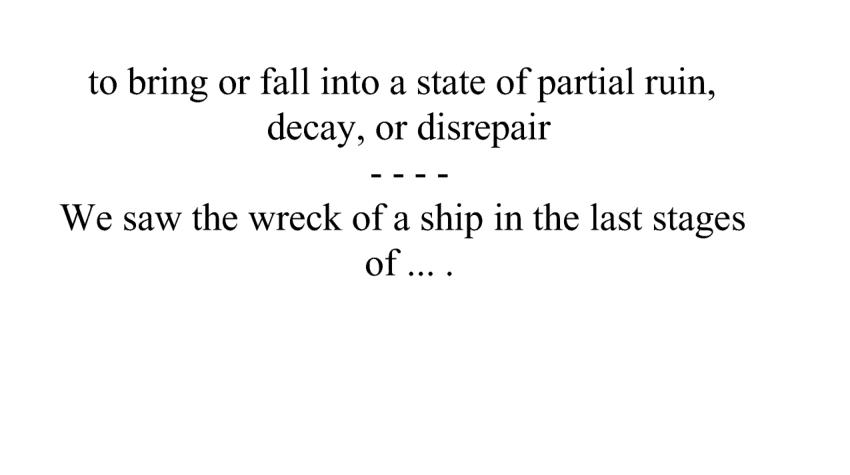 to bring or fall into a state of partial ruin,
decay, or disrepair
- - - -
We saw the wreck of a ship in the last stages
of ... .